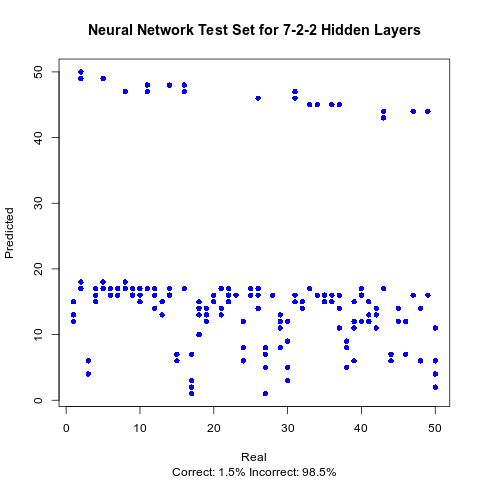 Neural Network Test Set for 7-2-2 Hidden Layers
Predicted
50
40
30
20
10
0
0 10 20 30 40 50
Real
Correct: 1.5% Incorrect: 98.5%